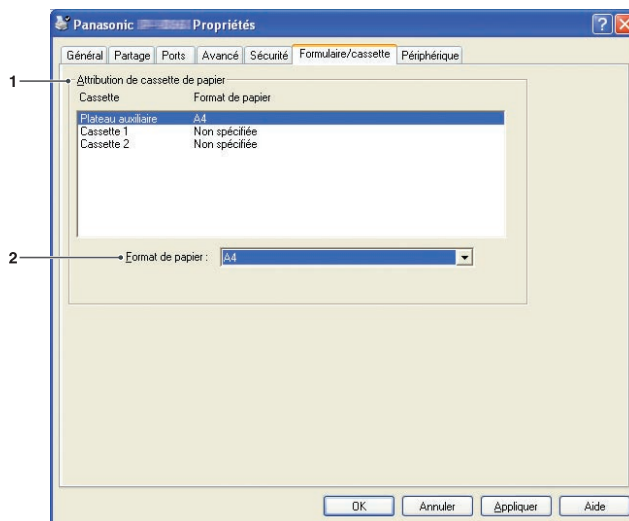 Panasonic Propriétés
Général Partage Ports Avancé Sécurité Formulaire/cassette Périphérique
1
Attribution de cassette de papier
Cassette Format de papier
Plateau auxiliaire A4
Cassette 1 Non spécifiée
Cassette 2 Non spécifiée
2
Format de papier : A4
OK Annuler Appliquer Aide